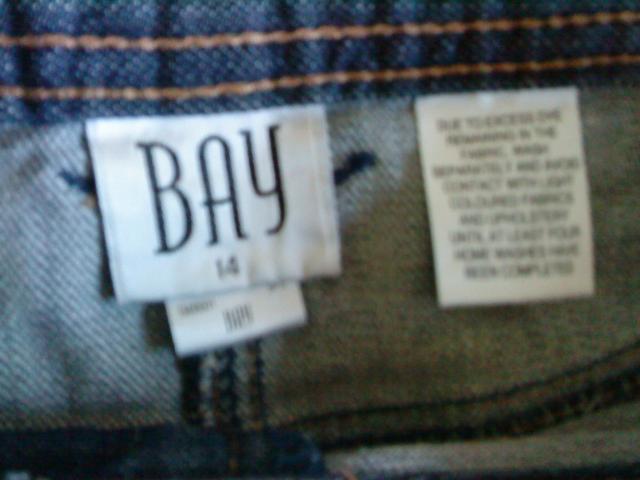 BAY
14
BAY
DUE TO EXCESS DYE
REMAINING IN THE
FABRIC, WASH
SEPARATELY AND AVOID
CONTACT WITH LIGHT
COLOURED FABRICS
AND UPHOLSTERY
UNTIL AT LEAST FOUR
HOME WASHES HAVE
BEEN COMPLETED